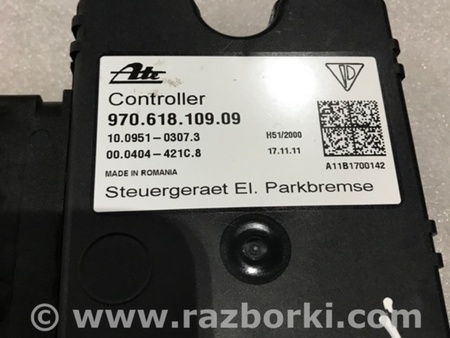 Ate
Controller
970.618.109.09
10.0951-0307.3
H51/2000
00.0404-421C.8
17.11.11
MADE IN ROMANIA
A11B1700142
Steuergeraet El. Parkbremse
© www.razborki.com